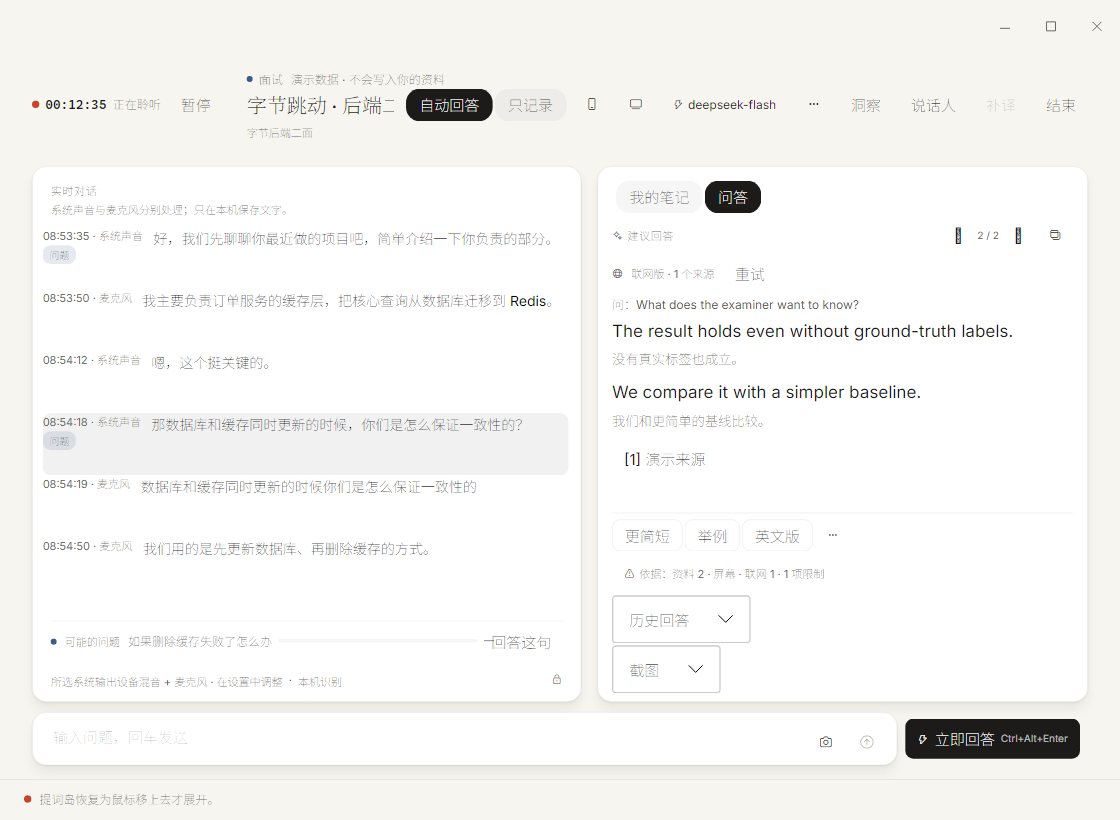 面试 演示数据 · 不会写入你的资料
00:12:35 正在聆听 暂停 字节跳动 · 后端二 自动回答 只记录 deepseek-flash ··· 洞察 说话人 补译 结束
字节后端二面
实时对话
系统声音与麦克风分别处理；只在本机保存文字。
08:53:35 · 系统声音 好，我们先聊聊你最近做的项目吧，简单介绍一下你负责的部分。
问题
08:53:50 · 麦克风 我主要负责订单服务的缓存层，把核心查询从数据库迁移到 Redis。
08:54:12 · 系统声音 嗯，这个挺关键的。
08:54:18 · 系统声音 那数据库和缓存同时更新的时候，你们是怎么保证一致性的？
问题
08:54:19 · 麦克风 数据库和缓存同时更新的时候你们是怎么保证一致性的
08:54:50 · 麦克风 我们用的是先更新数据库、再删除缓存的方式。
可能的问题 如果删除缓存失败了怎么办 回答这句
所选系统输出设备混音 + 麦克风 · 在设置中调整 · 本机识别
我的笔记 问答
建议回答 2 / 2
联网版 · 1 个来源 重试
问：What does the examiner want to know?
The result holds even without ground-truth labels.
没有真实标签也成立。
We compare it with a simpler baseline.
我们和更简单的基线比较。
[1] 演示来源
更简短 举例 英文版 ···
依据：资料 2 · 屏幕 · 联网 1 · 1 项限制
历史回答
截图
输入问题，回车发送
立即回答 Ctrl+Alt+Enter
提词岛恢复为鼠标移上去才展开。